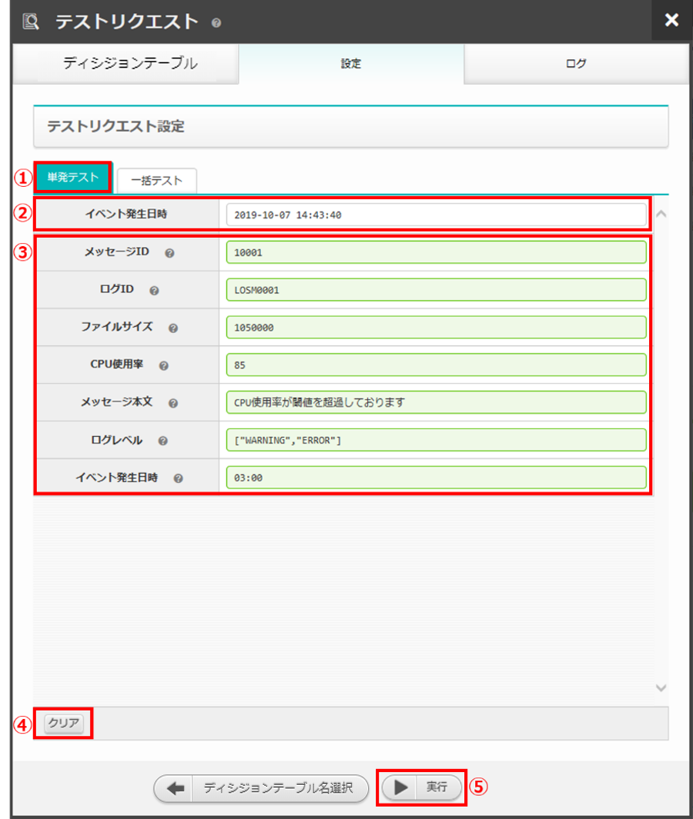 テストリクエスト
ディシジョンテーブル 設定 ログ
テストリクエスト設定
① 単発テスト 一括テスト
② イベント発生日時 2019-10-07 14:43:40
③ メッセージID 10001
ログID LOSM0001
ファイルサイズ 1050000
CPU使用率 85
メッセージ本文 CPU使用率が閾値を超過しております
ログレベル ["WARNING","ERROR"]
イベント発生日時 03:00
④ クリア
ディシジョンテーブル名選択 実行 ⑤